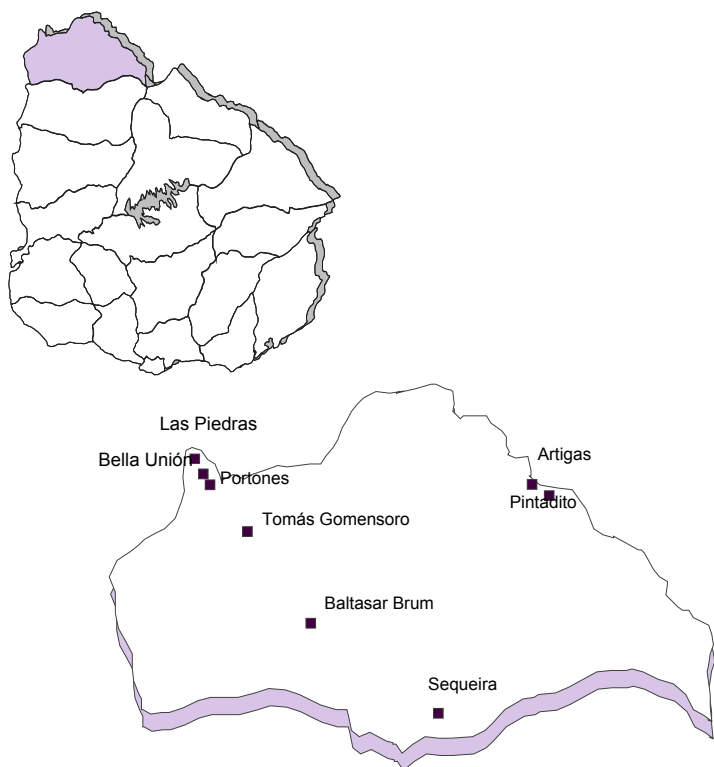 Las Piedras
Bella Unión
Portones
Artigas
Pintadito
Tomás Gomensoro
Baltasar Brum
Sequeira